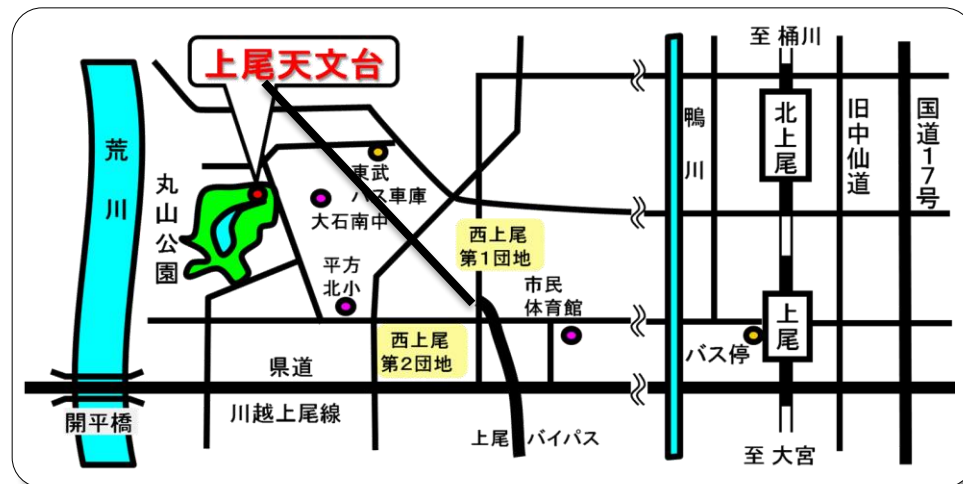 上尾天文台
至 桶川
荒川
丸山公園
東武
バス車庫
大石南中
平方
北小
西上尾
第1団地
西上尾
第2団地
市民
体育館
鴨川
北上尾
旧中仙道
国道17号
上尾
バス停
県道
川越上尾線
開平橋
上尾バイパス
至 大宮